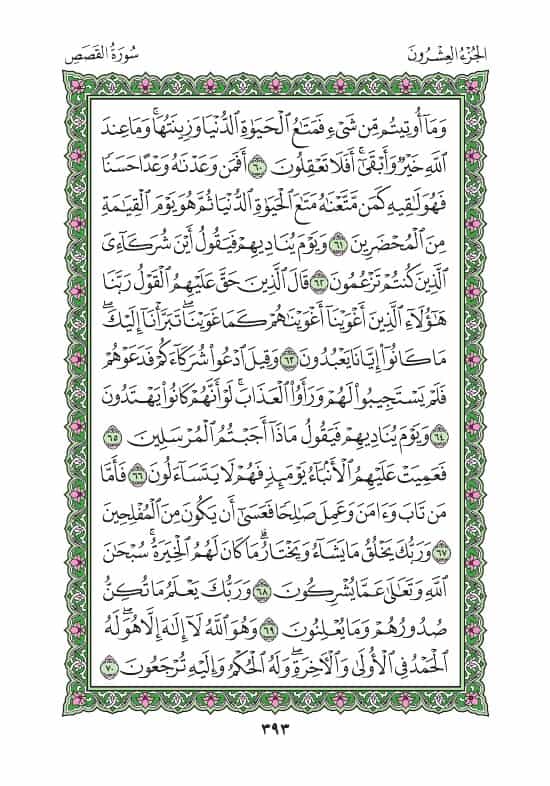 الجُزْءُ العِشْرُونَ
سُورَةُ القَصَصِ
وَمَآ أُوتِيتُم مِّن شَىْءٍ فَمَتَٰعُ ٱلْحَيَوٰةِ ٱلدُّنْيَا وَزِينَتُهَا ۚ وَمَا عِندَ
ٱللَّهِ خَيْرٌ وَأَبْقَىٰٓ ۚ أَفَلَا تَعْقِلُونَ ٦٠ أَفَمَن وَعَدْنَٰهُ وَعْدًا حَسَنًا
فَهُوَ لَٰقِيهِ كَمَن مَّتَّعْنَٰهُ مَتَٰعَ ٱلْحَيَوٰةِ ٱلدُّنْيَا ثُمَّ هُوَ يَوْمَ ٱلْقِيَٰمَةِ
مِنَ ٱلْمُحْضَرِينَ ٦١ وَيَوْمَ يُنَادِيهِمْ فَيَقُولُ أَيْنَ شُرَكَآءِىَ
ٱلَّذِينَ كُنتُمْ تَزْعُمُونَ ٦٢ قَالَ ٱلَّذِينَ حَقَّ عَلَيْهِمُ ٱلْقَوْلُ رَبَّنَا
هَٰٓؤُلَآءِ ٱلَّذِينَ أَغْوَيْنَآ أَغْوَيْنَٰهُمْ كَمَا غَوَيْنَا ۖ تَبَرَّأْنَآ إِلَيْكَ ۖ
مَا كَانُوٓا۟ إِيَّانَا يَعْبُدُونَ ٦٣ وَقِيلَ ٱدْعُوا۟ شُرَكَآءَكُمْ فَدَعَوْهُمْ
فَلَمْ يَسْتَجِيبُوا۟ لَهُمْ وَرَأَوُا۟ ٱلْعَذَابَ ۚ لَوْ أَنَّهُمْ كَانُوا۟ يَهْتَدُونَ
٦٤ وَيَوْمَ يُنَادِيهِمْ فَيَقُولُ مَاذَآ أَجَبْتُمُ ٱلْمُرْسَلِينَ ٦٥
فَعَمِيَتْ عَلَيْهِمُ ٱلْأَنۢبَآءُ يَوْمَئِذٍ فَهُمْ لَا يَتَسَآءَلُونَ ٦٦ فَأَمَّا
مَن تَابَ وَءَامَنَ وَعَمِلَ صَٰلِحًا فَعَسَىٰٓ أَن يَكُونَ مِنَ ٱلْمُفْلِحِينَ
٦٧ وَرَبُّكَ يَخْلُقُ مَا يَشَآءُ وَيَخْتَارُ ۗ مَا كَانَ لَهُمُ ٱلْخِيَرَةُ ۚ سُبْحَٰنَ
ٱللَّهِ وَتَعَٰلَىٰ عَمَّا يُشْرِكُونَ ٦٨ وَرَبُّكَ يَعْلَمُ مَا تُكِنُّ
صُدُورُهُمْ وَمَا يُعْلِنُونَ ٦٩ وَهُوَ ٱللَّهُ لَآ إِلَٰهَ إِلَّا هُوَ ۖ لَهُ
ٱلْحَمْدُ فِى ٱلْأُولَىٰ وَٱلْءَاخِرَةِ ۖ وَلَهُ ٱلْحُكْمُ وَإِلَيْهِ تُرْجَعُونَ ٧٠
٣٩٣